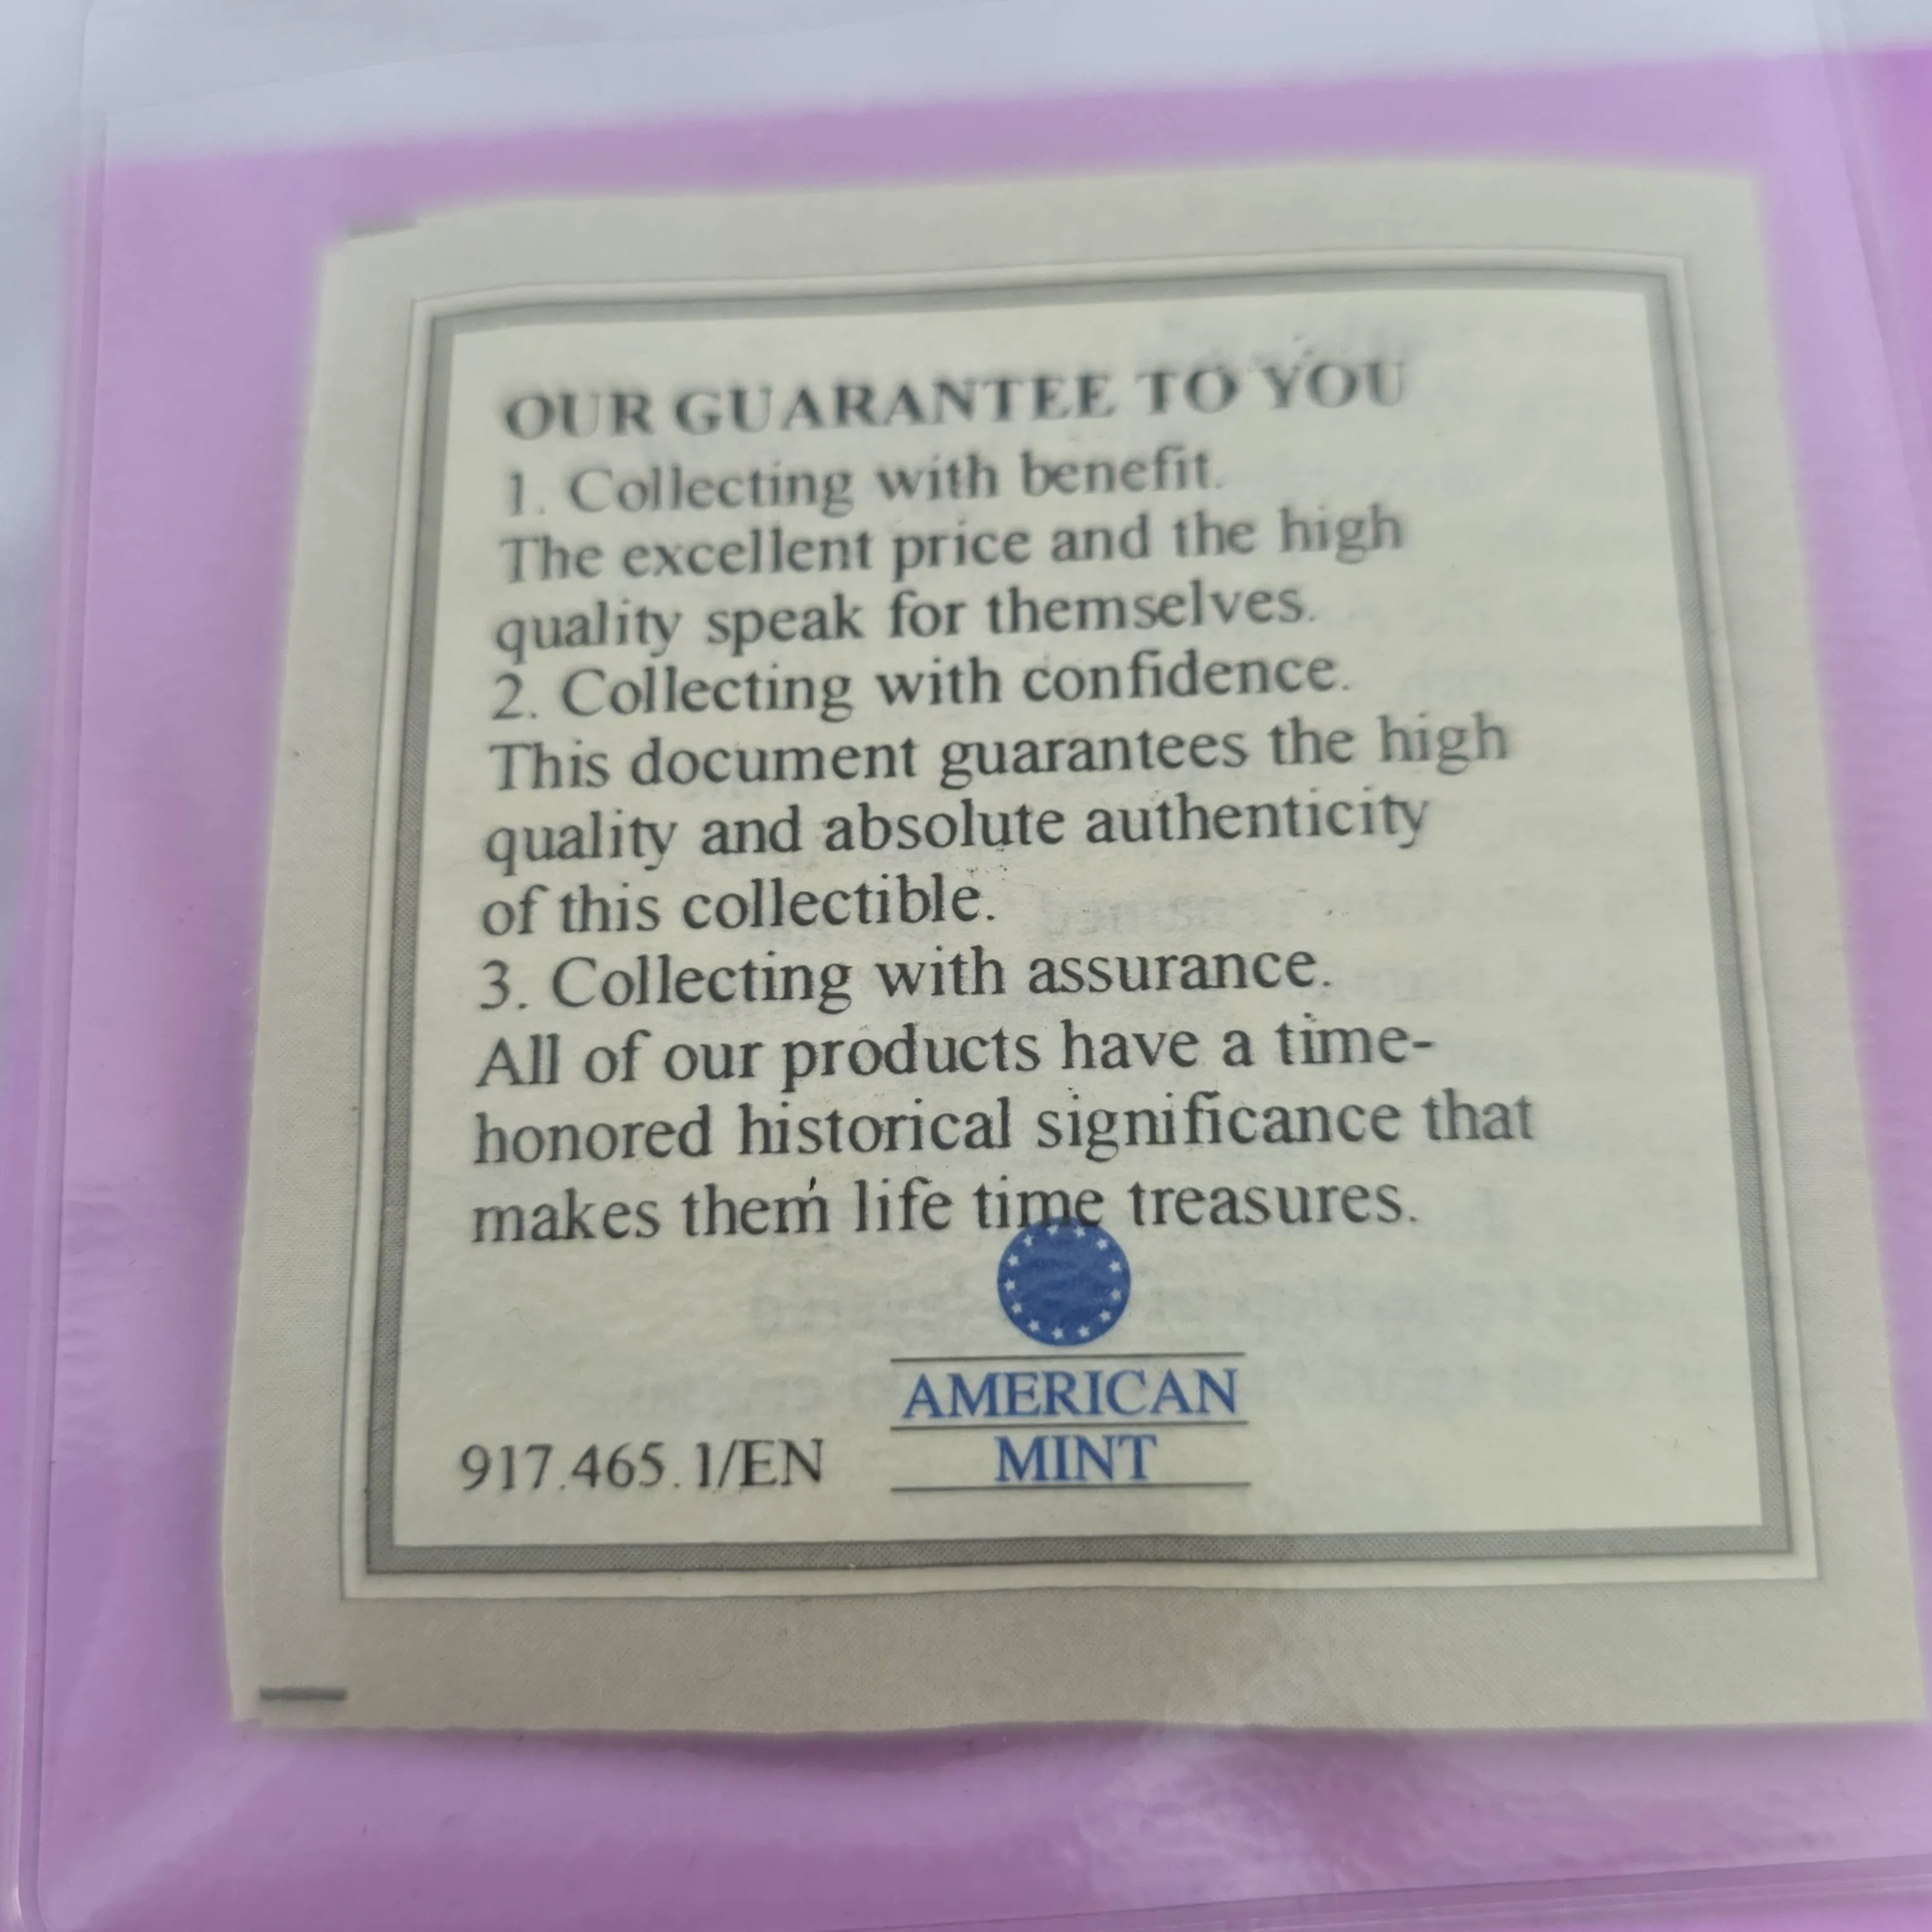 OUR GUARANTEE TO YOU
1. Collecting with benefit.
The excellent price and the high
quality speak for themselves.
2. Collecting with confidence.
This document guarantees the high
quality and absolute authenticity
of this collectible.
3. Collecting with assurance.
All of our products have a time-
honored historical significance that
makes them life time treasures.
AMERICAN
MINT
917.465.1/EN